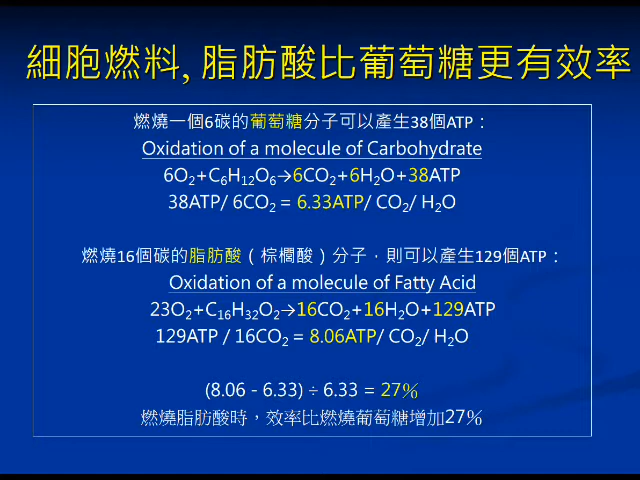 細胞燃料, 脂肪酸比葡萄糖更有效率
燃燒一個6碳的葡萄糖分子可以產生38個ATP：
Oxidation of a molecule of Carbohydrate
6O₂+C₆H₁₂O₆→6CO₂+6H₂O+38ATP
38ATP/ 6CO₂ = 6.33ATP/ CO₂/ H₂O
燃燒16個碳的脂肪酸（棕櫚酸）分子，則可以產生129個ATP：
Oxidation of a molecule of Fatty Acid
23O₂+C₁₆H₃₂O₂→16CO₂+16H₂O+129ATP
129ATP / 16CO₂ = 8.06ATP/ CO₂/ H₂O
(8.06 - 6.33) ÷ 6.33 = 27%
燃燒脂肪酸時，效率比燃燒葡萄糖增加27%